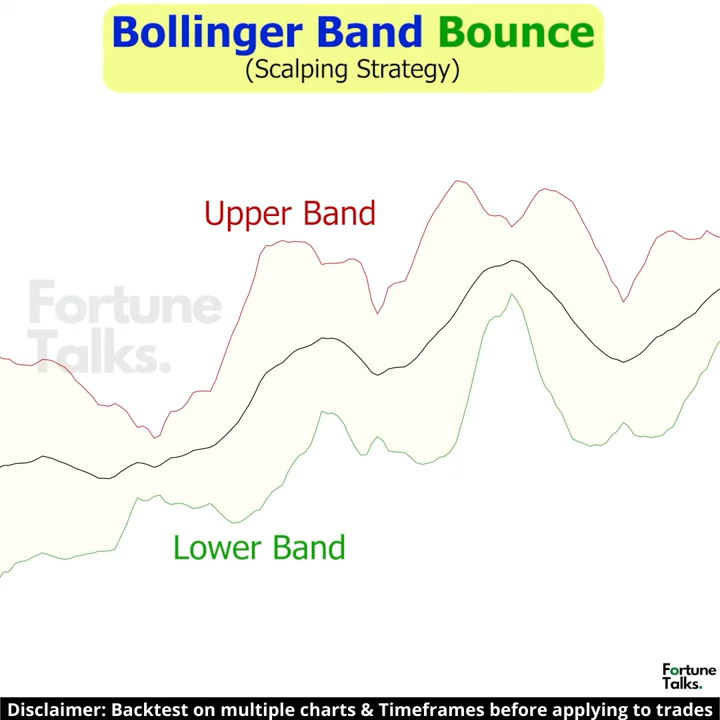 Bollinger Band Bounce
(Scalping Strategy)
Upper Band
Fortune
Talks.
Lower Band
Fortune
Talks.
Disclaimer: Backtest on multiple charts & Timeframes before applying to trades